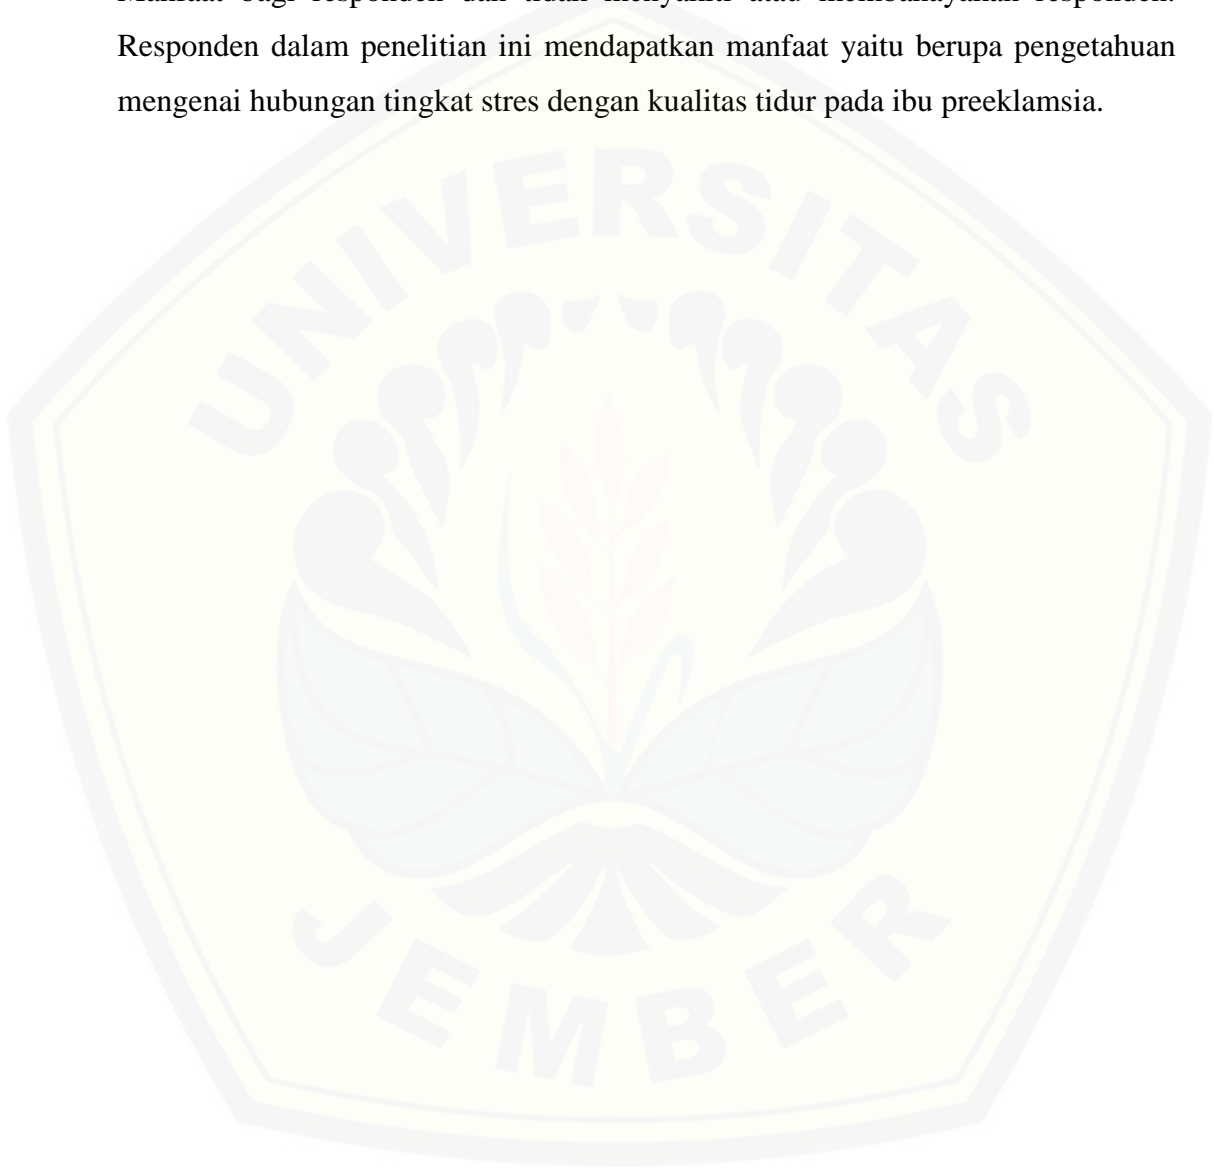 Manfaat bagi responden dan tidak menyakiti atau membahayakan responden.
Responden dalam penelitian ini mendapatkan manfaat yaitu berupa pengetahuan
mengenai hubungan tingkat stres dengan kualitas tidur pada ibu preeklamsia.
UNIVERSITAS
JEMBER